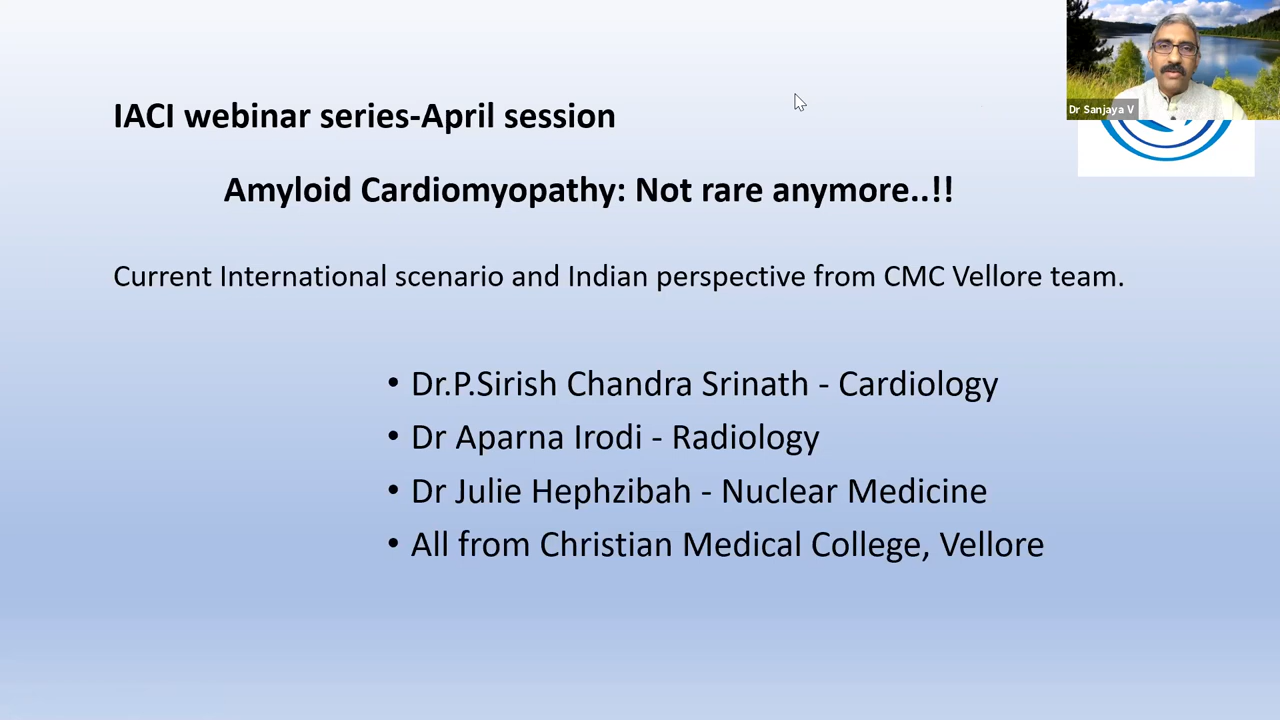 IACI webinar series-April session
Dr Sanjaya V
Amyloid Cardiomyopathy: Not rare anymore..!!
Current International scenario and Indian perspective from CMC Vellore team.
• Dr.P.Sirish Chandra Srinath - Cardiology
• Dr Aparna Irodi - Radiology
• Dr Julie Hephzibah - Nuclear Medicine
• All from Christian Medical College, Vellore